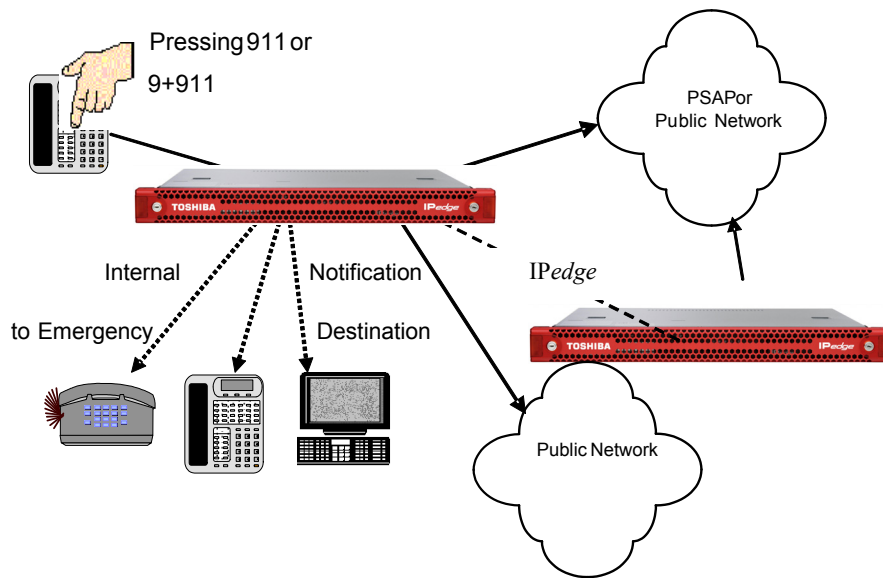 Pressing 911 or
9+911
PSAPor
Public Network
TOSHIBA
IPedge
Internal
Notification
IPedge
to Emergency
Destination
TOSHIBA
IPedge
Public Network